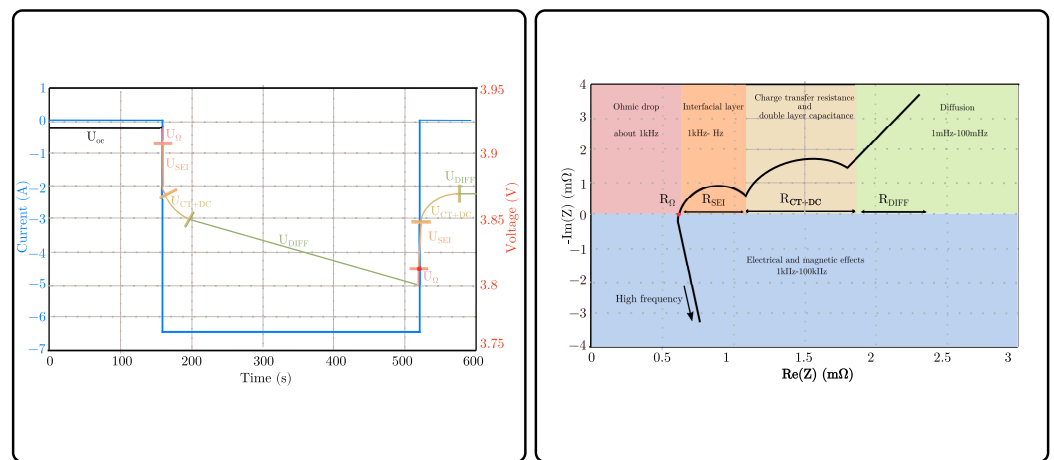 1
0
−1
−2
−3
−4
−5
−6
−7
Current (A)
3.95
3.9
3.85
3.8
3.75
Voltage (V)
U_oc
U_Ω
U_SEI
U_CT+DC
U_DIFF
U_DIFF
U_CT+DC
U_SEI
U_Ω
0 100 200 300 400 500 600
Time (s)
4
3
2
1
0
−1
−2
−3
−4
-Im(Z) (mΩ)
Ohmic drop
about 1kHz
Interfacial layer
1kHz- Hz
Charge transfer resistance
and
double layer capacitance
Diffusion
1mHz-100mHz
R_Ω R_SEI R_CT+DC R_DIFF
Electrical and magnetic effects
1kHz-100kHz
High frequency
0 0.5 1 1.5 2 2.5 3
Re(Z) (mΩ)